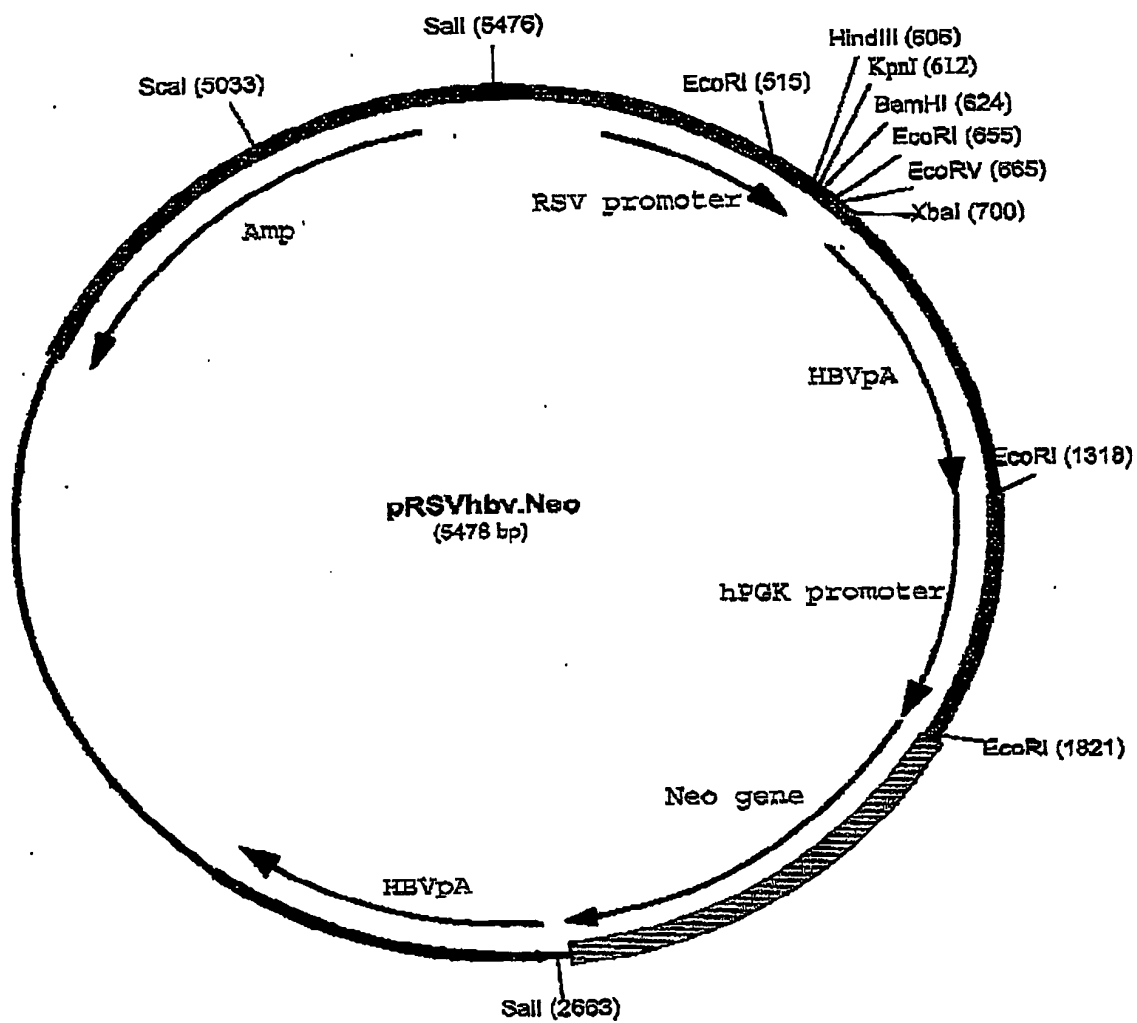 SalI (5476)
HindIII (606)
KpnI (612)
ScaI (5033)
EcoRI (515)
BamHI (624)
EcoRI (655)
EcoRV (665)
XbaI (700)
RSV promoter
Amp
HBVpA
EcoRI (1318)
pRSVhbv.Neo
(5478 bp)
hPGK promoter
EcoRI (1821)
Neo gene
HBVpA
SalI (2663)